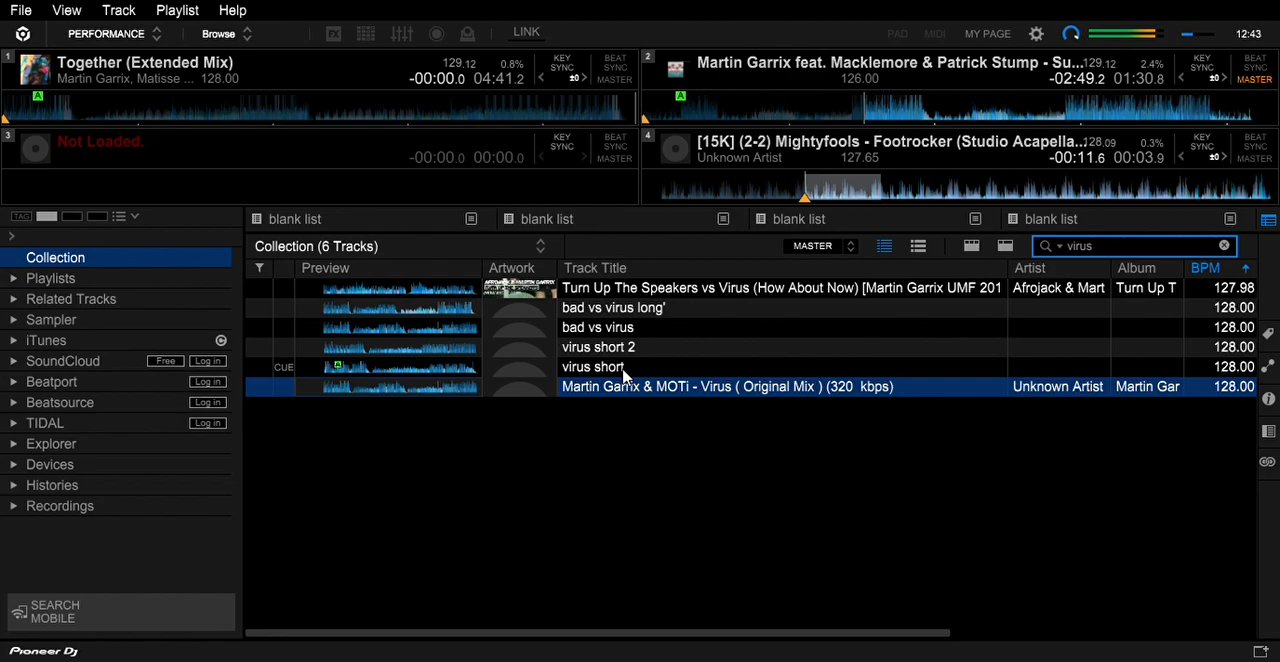 File View Track Playlist Help
PERFORMANCE Browse FX LINK PAD MIDI MY PAGE 12:43
1 Together (Extended Mix) 129.12 0.8% KEY SYNC BEAT SYNC MASTER
Martin Garrix, Matisse ... 128.00 -00:00.0 04:41.2 ±0
A
2 Martin Garrix feat. Macklemore & Patrick Stump - Su... 129.12 2.4% KEY SYNC BEAT SYNC MASTER
126.00 -02:49.2 01:30.8 ±0
A
3 Not Loaded. KEY SYNC BEAT SYNC MASTER
-00:00.0 00:00.0
4 [15K] (2-2) Mightyfools - Footrocker (Studio Acapella... 128.09 0.3% KEY SYNC BEAT SYNC MASTER
Unknown Artist 127.65 -00:11.6 00:03.9 ±0
TAG
blank list blank list blank list blank list
Collection (6 Tracks) MASTER virus
Preview Artwork Track Title Artist Album BPM
Turn Up The Speakers vs Virus (How About Now) [Martin Garrix UMF 201 Afrojack & Mart Turn Up T 127.98
bad vs virus long' 128.00
bad vs virus 128.00
virus short 2 128.00
CUE A virus short 128.00
Martin Garrix & MOTi - Virus ( Original Mix ) (320 kbps) Unknown Artist Martin Gar 128.00
Collection
Playlists
Related Tracks
Sampler
iTunes
SoundCloud Free Log in
Beatport Log in
Beatsource Log in
TIDAL Log in
Explorer
Devices
Histories
Recordings
SEARCH
MOBILE
Pioneer Dj